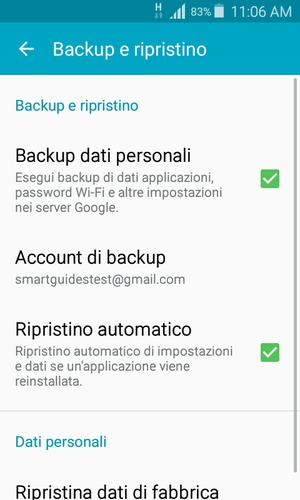 H 83% 11:06 AM
Backup e ripristino
Backup e ripristino
Backup dati personali
Esegui backup di dati applicazioni,
password Wi-Fi e altre impostazioni
nei server Google.
Account di backup
smartguidestest@gmail.com
Ripristino automatico
Ripristino automatico di impostazioni
e dati se un'applicazione viene
reinstallata.
Dati personali
Ripristina dati di fabbrica